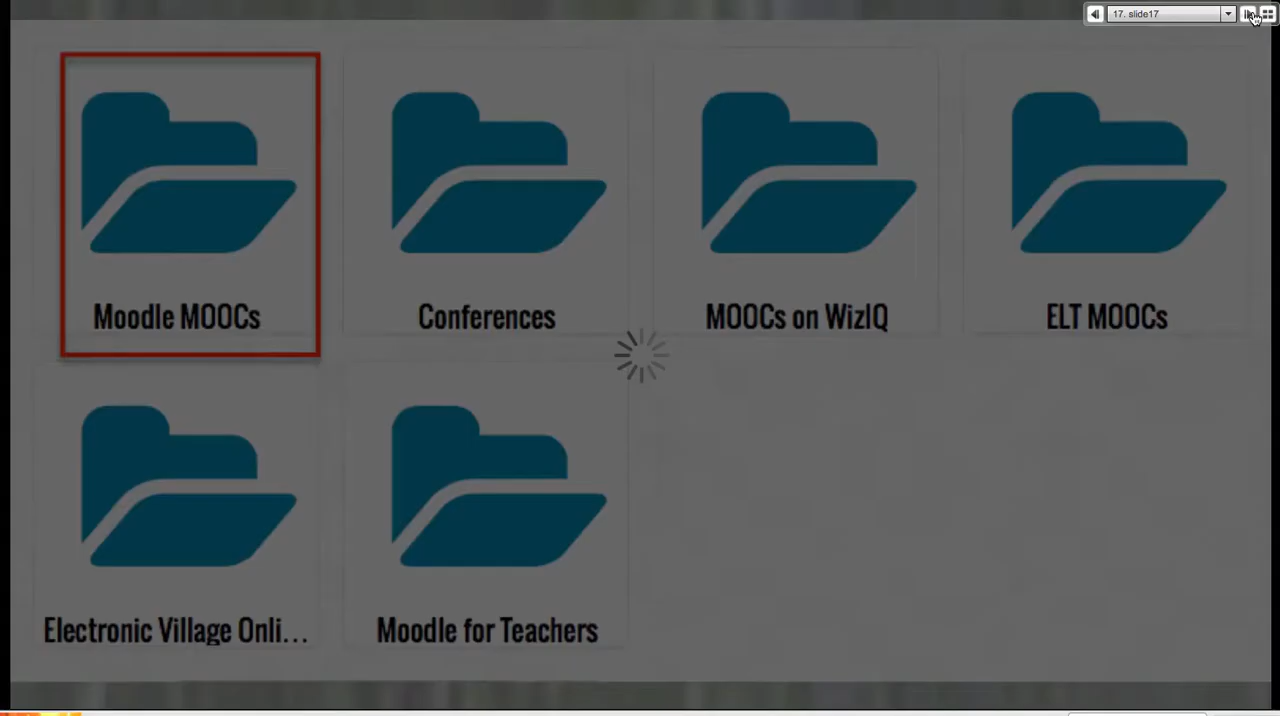 17. slide17
Moodle MOOCs
Conferences
MOOCs on WizIQ
ELT MOOCs
Electronic Village Onli...
Moodle for Teachers